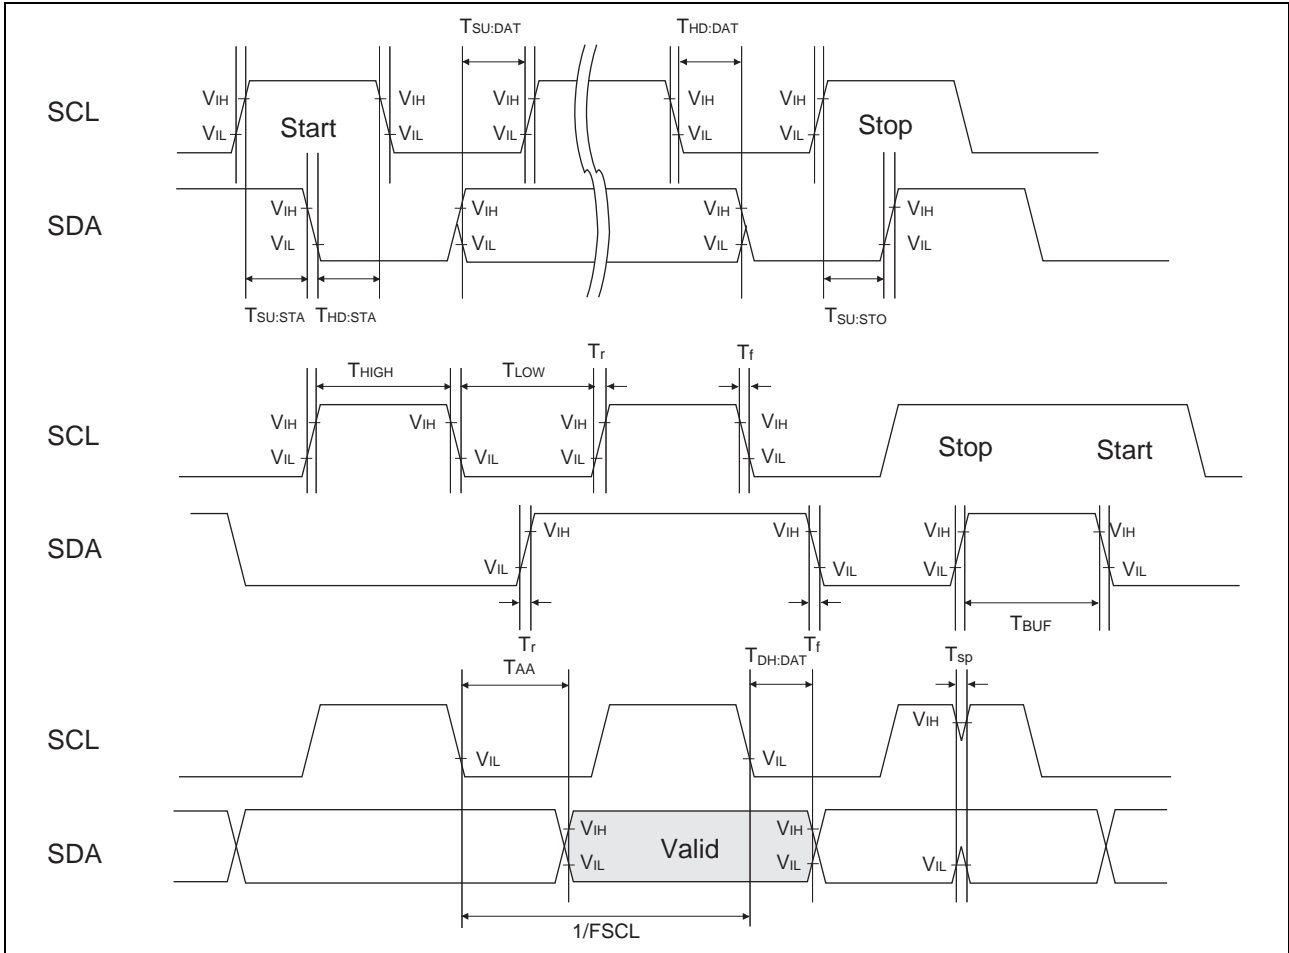 TSU:DAT THD:DAT
SCL VIH VIH VIH VIH VIH
VIL Start VIL VIL VIL VIL Stop
SDA VIH VIH VIH VIH
VIL VIL VIL VIL
TSU:STA THD:STA TSU:STO
THIGH TLOW Tr Tf
SCL VIH VIH VIH VIH
VIL VIL VIL VIL Stop Start
SDA VIH VIH VIH VIH
VIL VIL VIL VIL
Tr Tf TBUF
TAA TDH:DAT Tsp
SCL VIH
VIL VIL
SDA VIH Valid VIH
VIL VIL VIL
1/FSCL